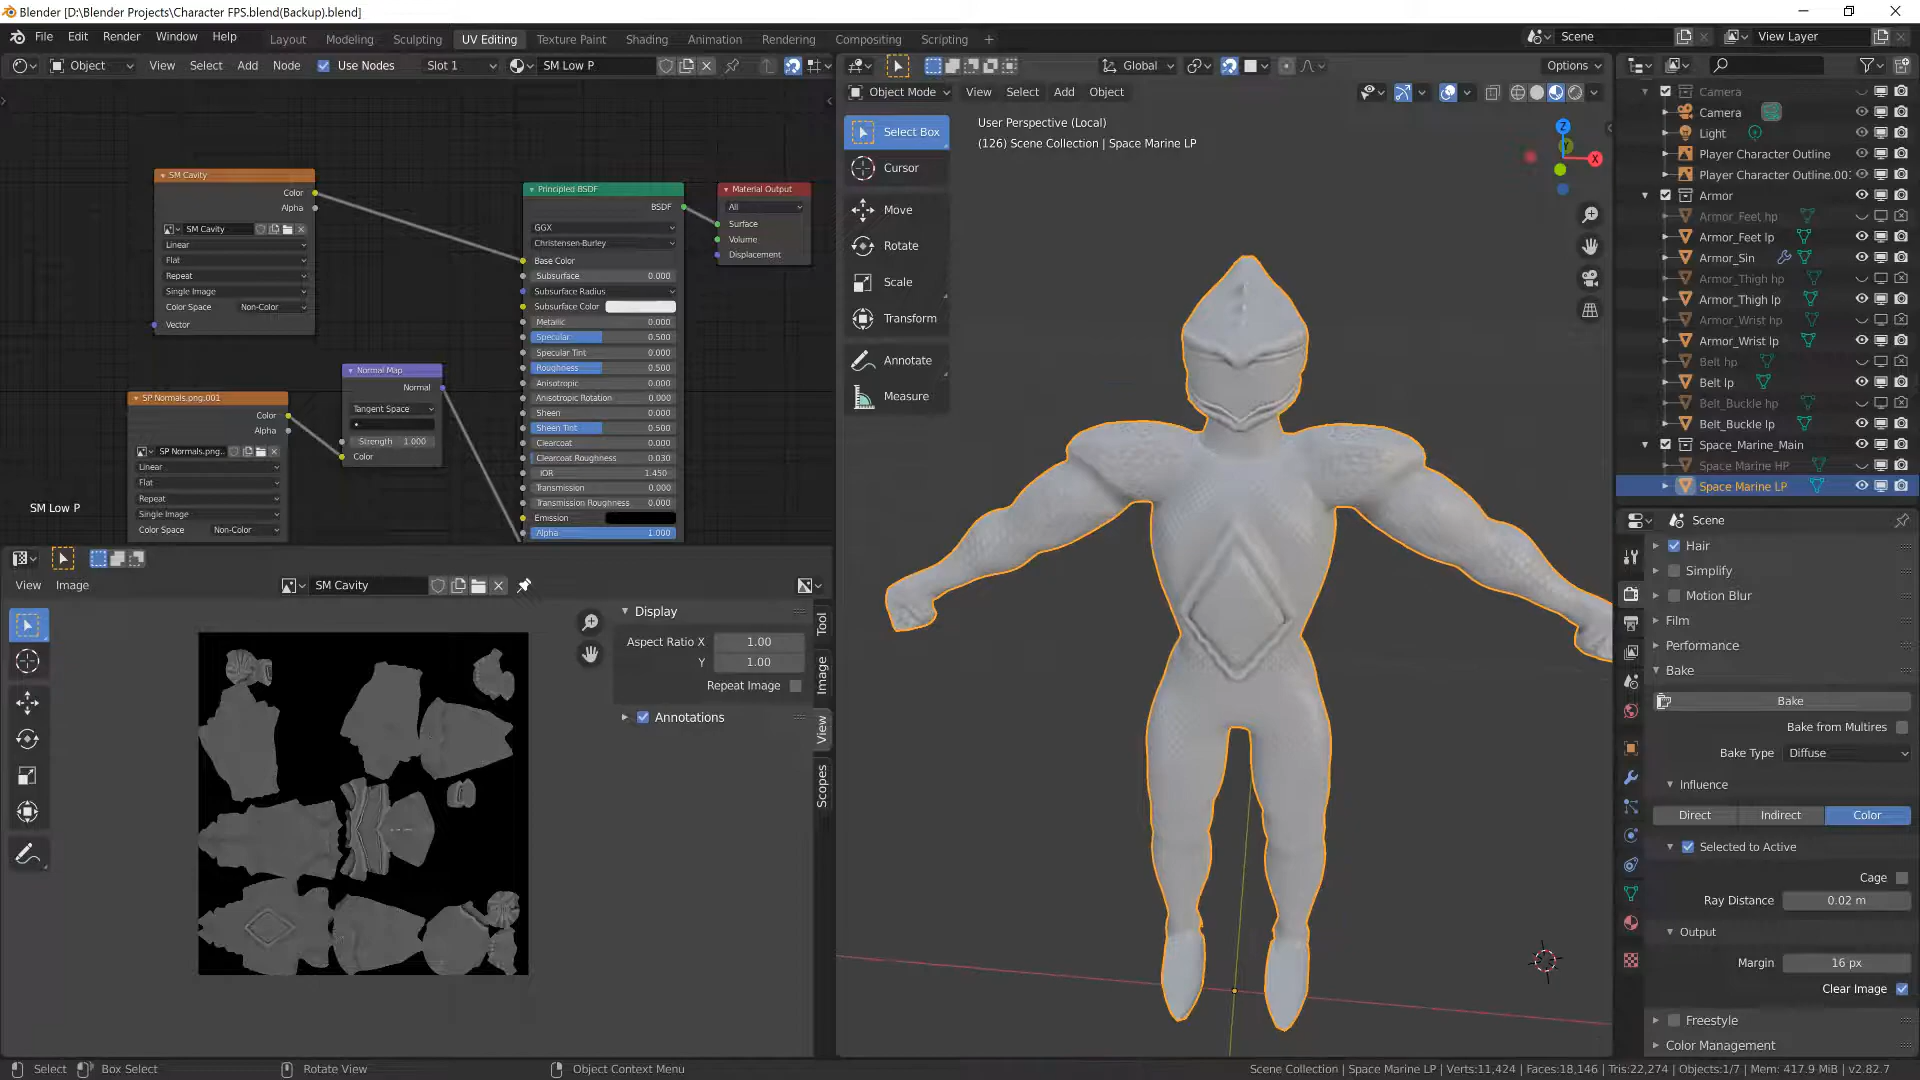 Blender [D:\Blender Projects\Character FPS.blend(Backup).blend]
File Edit Render Window Help Layout Modeling Sculpting UV Editing Texture Paint Shading Animation Rendering Compositing Scripting + Scene View Layer
Object View Select Add Node Use Nodes Slot 1 SM Low P
Global Options
Object Mode View Select Add Object
User Perspective (Local)
(126) Scene Collection | Space Marine LP
Select Box
Cursor
Move
Rotate
Scale
Transform
Annotate
Measure
Z
Y
X
SM Cavity
Color
Alpha
SM Cavity
Linear
Flat
Repeat
Single Image
Color Space Non-Color
Vector
SP Normals.png.001
Color
Alpha
SP Normals.png..
Linear
Flat
Repeat
Single Image
Color Space Non-Color
Normal Map
Normal
Tangent Space
Strength 1.000
Color
Principled BSDF
BSDF
GGX
Christensen-Burley
Base Color
Subsurface 0.000
Subsurface Radius
Subsurface Color
Metallic 0.000
Specular 0.500
Specular Tint 0.000
Roughness 0.500
Anisotropic 0.000
Anisotropic Rotation 0.000
Sheen 0.000
Sheen Tint 0.500
Clearcoat 0.000
Clearcoat Roughness 0.030
IOR 1.450
Transmission 0.000
Transmission Roughness 0.000
Emission
Alpha 1.000
Material Output
All
Surface
Volume
Displacement
SM Low P
View Image SM Cavity
Display
Aspect Ratio X 1.00
Y 1.00
Repeat Image
Annotations
Tool
Image
View
Scopes
Camera
Camera
Light
Player Character Outline
Player Character Outline.00
Armor
Armor_Feet hp
Armor_Feet lp
Armor_Sin
Armor_Thigh hp
Armor_Thigh lp
Armor_Wrist hp
Armor_Wrist lp
Belt hp
Belt lp
Belt_Buckle hp
Belt_Buckle lp
Space_Marine_Main
Space Marine HP
Space Marine LP
Scene
Hair
Simplify
Motion Blur
Film
Performance
Bake
Bake
Bake from Multires
Bake Type Diffuse
Influence
Direct Indirect Color
Selected to Active
Cage
Ray Distance 0.02 m
Output
Margin 16 px
Clear Image
Freestyle
Color Management
Select Box Select Rotate View Object Context Menu Scene Collection | Space Marine LP | Verts:11,424 | Faces:18,146 | Tris:22,274 | Objects:1/7 | Mem: 417.9 MiB | v2.82.7